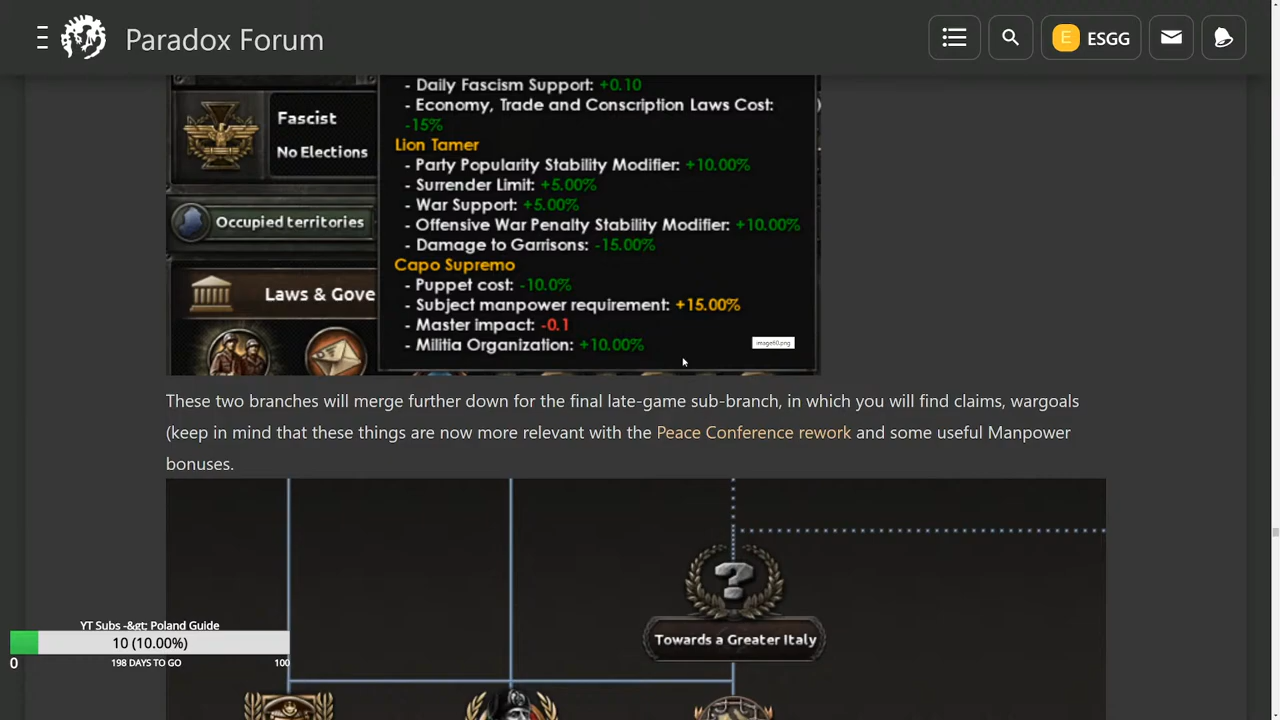 Paradox Forum
E ESGG
- Daily Fascism Support: +0.10
- Economy, Trade and Conscription Laws Cost:
-15%
Fascist
No Elections
Lion Tamer
- Party Popularity Stability Modifier: +10.00%
- Surrender Limit: +5.00%
- War Support: +5.00%
- Offensive War Penalty Stability Modifier: +10.00%
- Damage to Garrisons: -15.00%
Occupied territories
Capo Supremo
- Puppet cost: -10.0%
- Subject manpower requirement: +15.00%
- Master impact: -0.1
- Militia Organization: +10.00%
Laws & Gove
image60.png
These two branches will merge further down for the final late-game sub-branch, in which you will find claims, wargoals
(keep in mind that these things are now more relevant with the Peace Conference rework and some useful Manpower
bonuses.
?
Towards a Greater Italy
YT Subs -&gt; Poland Guide
10 (10.00%)
0 198 DAYS TO GO 100